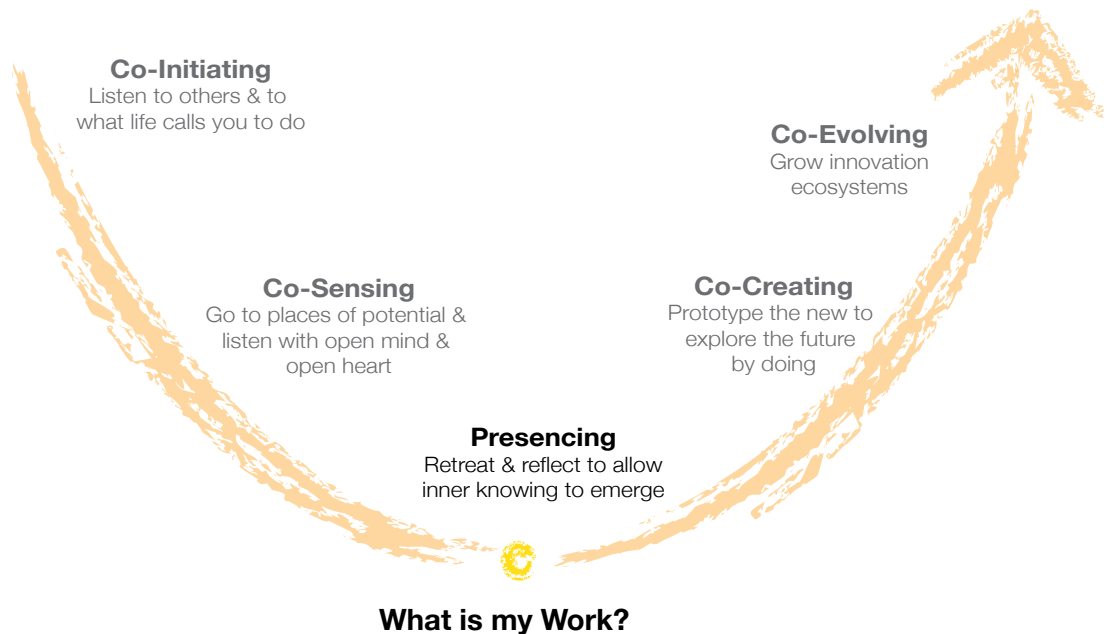 Co-Initiating
Listen to others & to
what life calls you to do
Co-Sensing
Go to places of potential &
listen with open mind &
open heart
Presencing
Retreat & reflect to allow
inner knowing to emerge
Co-Creating
Prototype the new to
explore the future
by doing
Co-Evolving
Grow innovation
ecosystems
What is my Work?